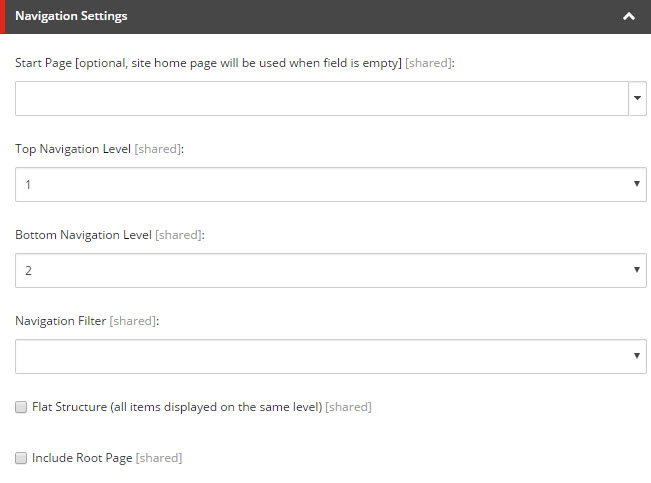 Navigation Settings
Start Page [optional, site home page will be used when field is empty] [shared]:
Top Navigation Level [shared]:
1
Bottom Navigation Level [shared]:
2
Navigation Filter [shared]:
Flat Structure (all items displayed on the same level) [shared]
Include Root Page [shared]